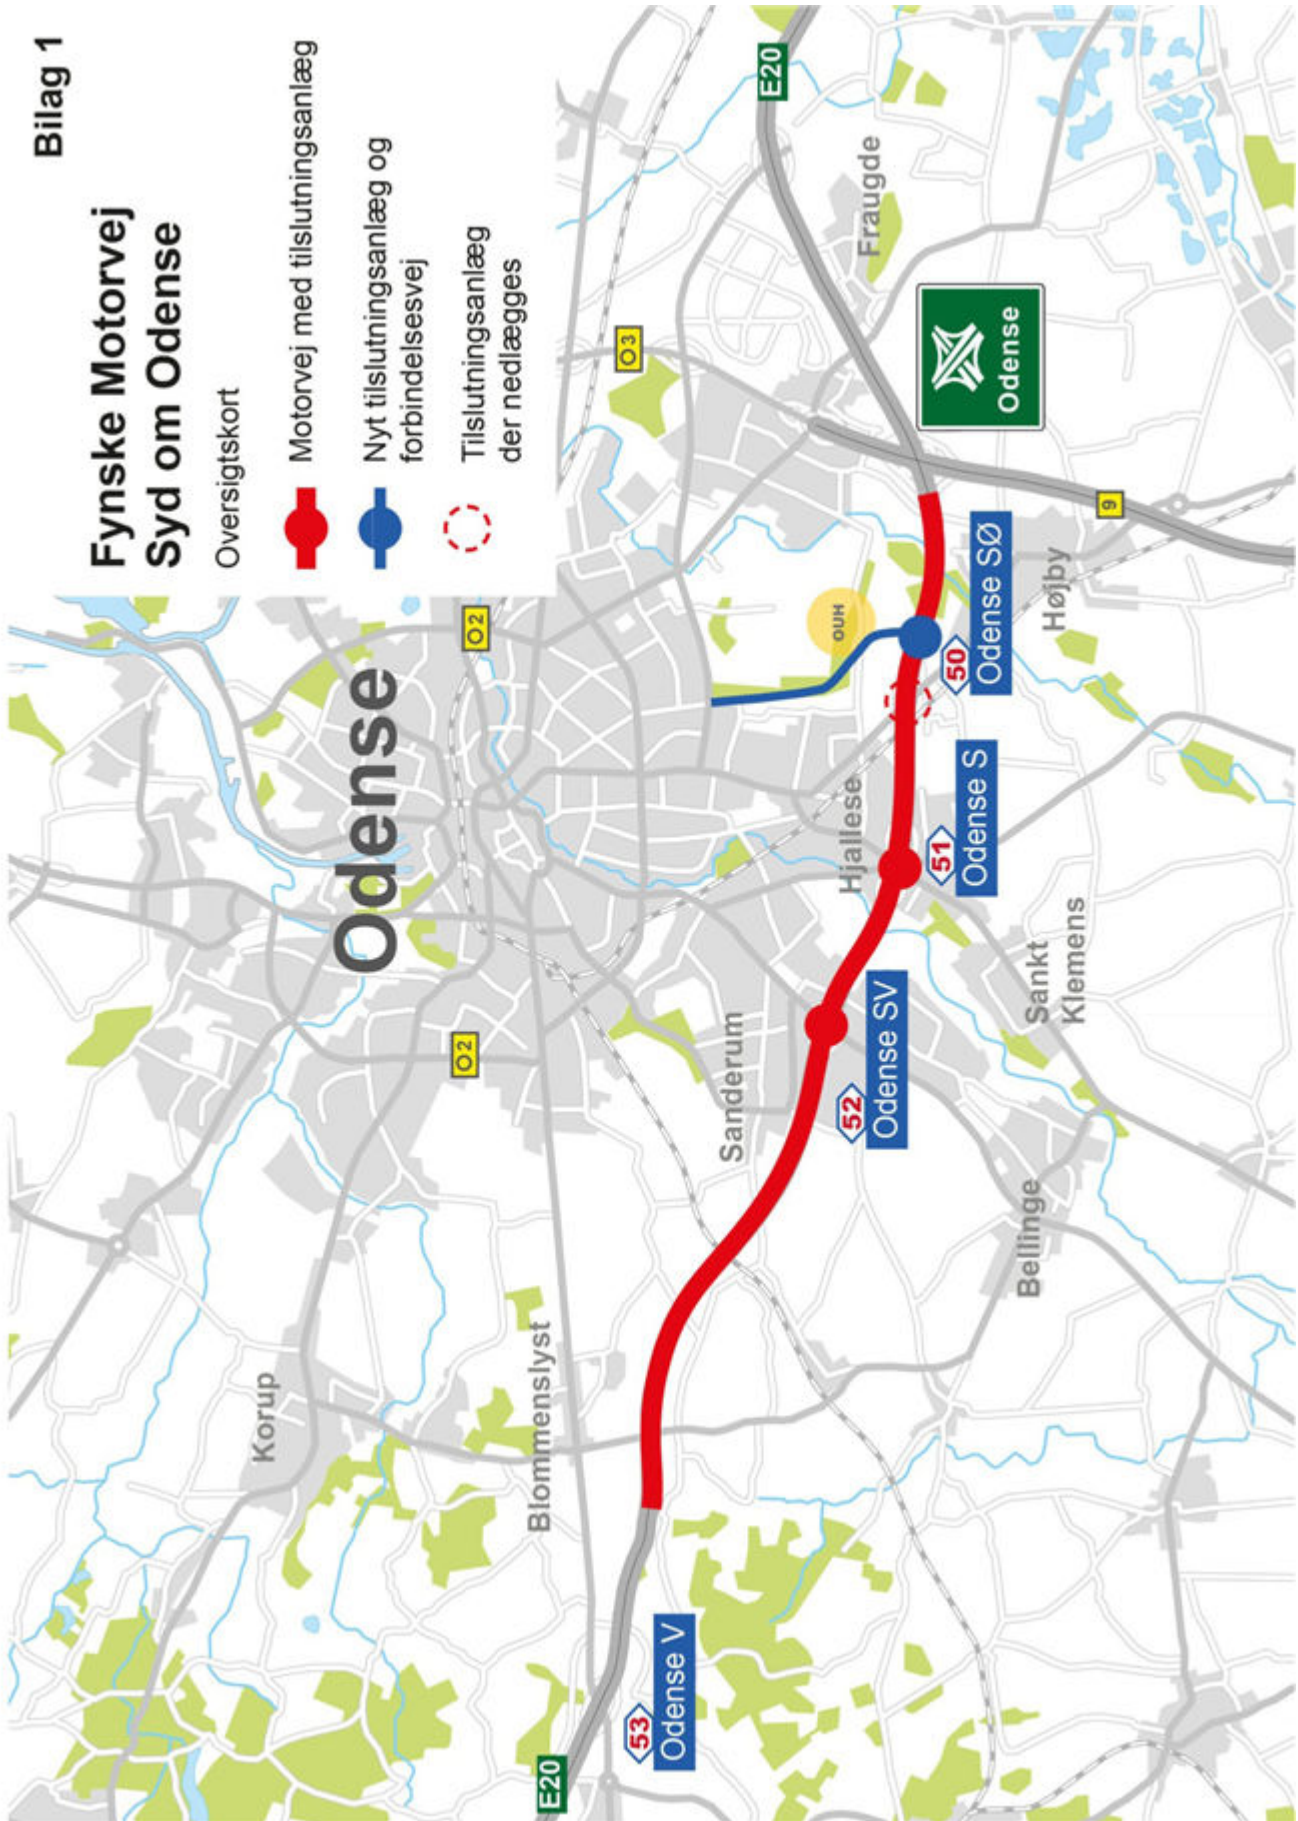 Bilag 1
Fynske Motorvej
Syd om Odense
Oversigtskort
Motorvej med tilslutningsanlæg
Nyt tilslutningsanlæg og
forbindelsesvej
Tilslutningsanlæg
der nedlægges
Odense
O2
O2
O3
E20
Korup
Blommenslyst
Sanderum
Hjallese
OUH
Fraugde
Odense
9
Højby
50
Odense SØ
51
Odense S
52
Odense SV
Sankt
Klemens
Bellinge
53
Odense V
E20